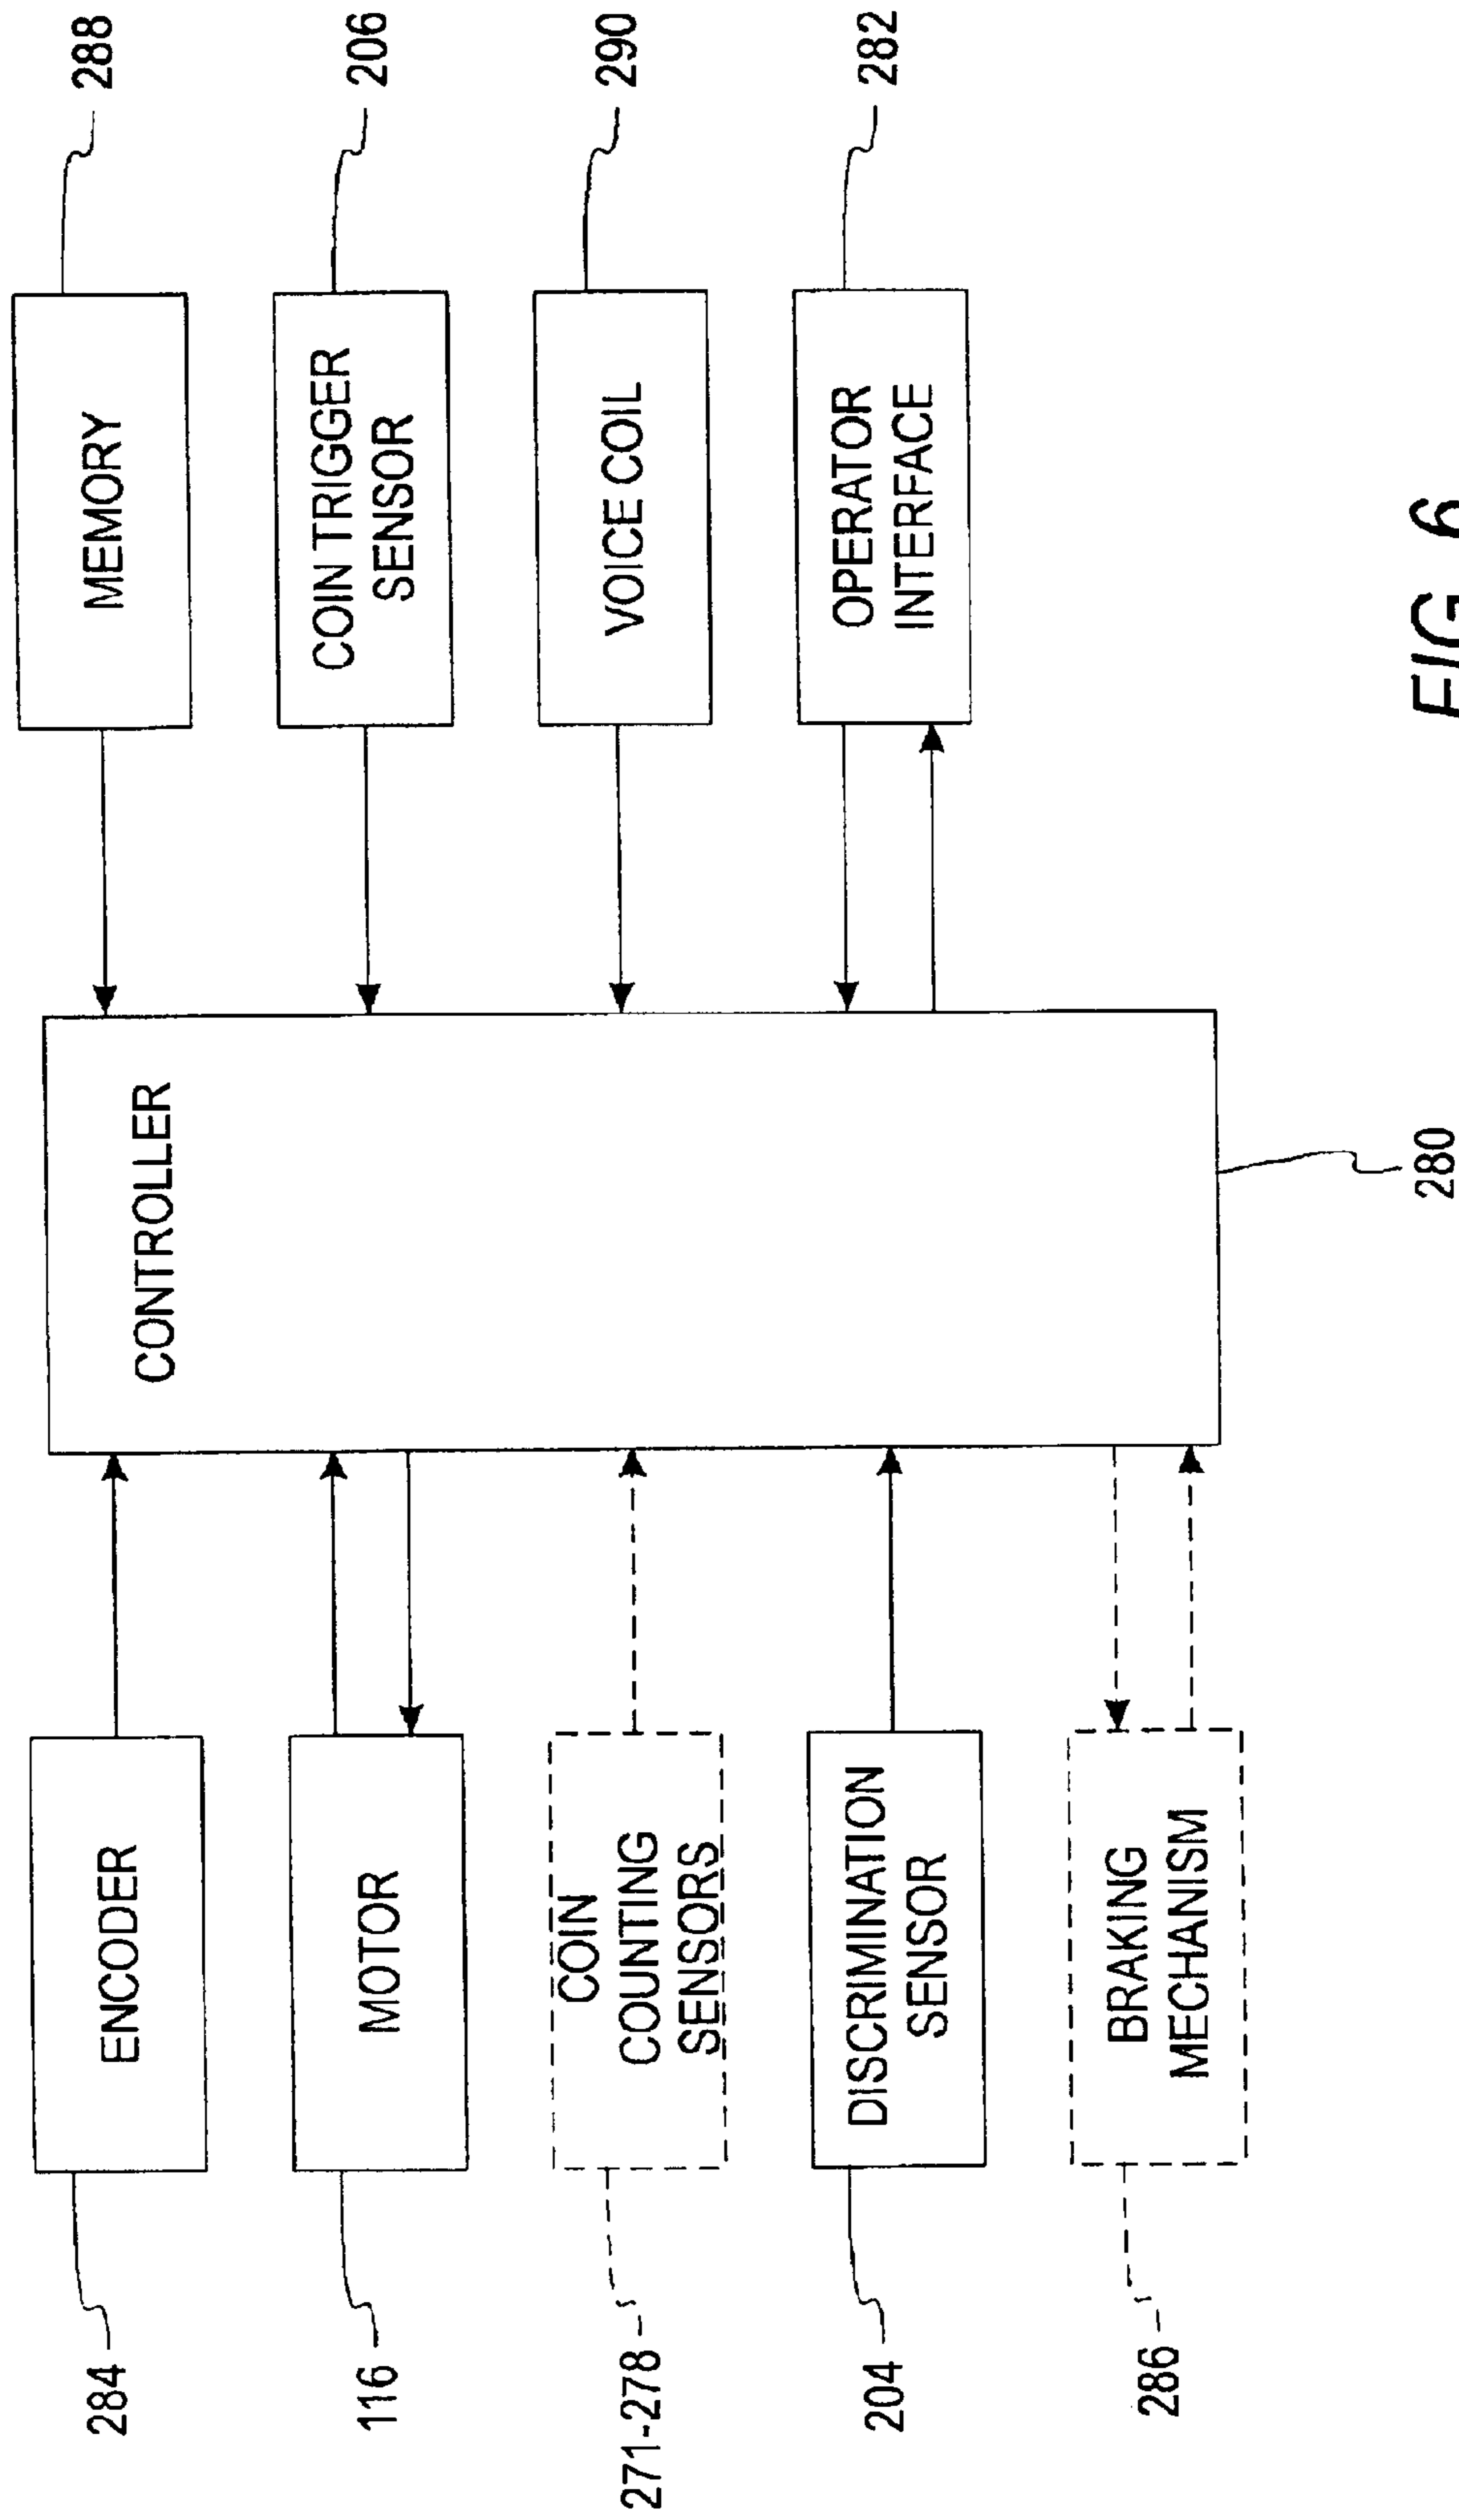 284
ENCODER
116
MOTOR
271-278
COIN
COUNTING
SENSORS
204
DISCRIMINATION
SENSOR
286
BRAKING
MECHANISM
CONTROLLER
280
MEMORY
288
COIN TRIGGER
SENSOR
206
VOICE COIL
290
OPERATOR
INTERFACE
282
FIG. 6